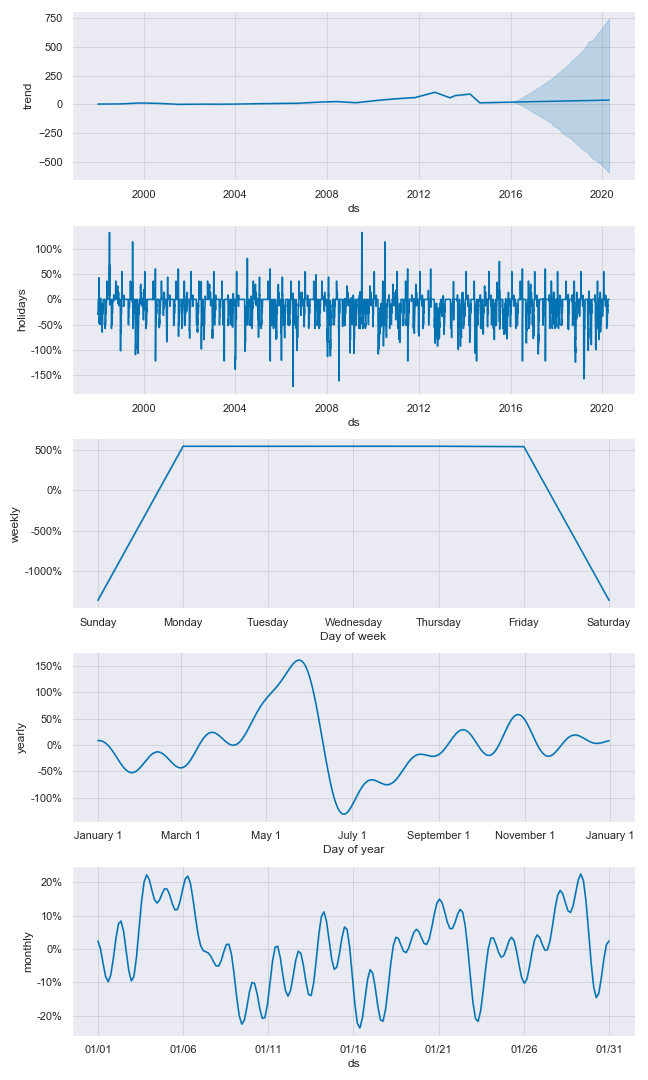 750
500
250
0
−250
−500
trend
2000 2004 2008 2012 2016 2020
ds
100%
50%
0%
-50%
-100%
-150%
holidays
2000 2004 2008 2012 2016 2020
ds
500%
0%
-500%
-1000%
weekly
Sunday Monday Tuesday Wednesday Thursday Friday Saturday
Day of week
150%
100%
50%
0%
-50%
-100%
yearly
January 1 March 1 May 1 July 1 September 1 November 1 January 1
Day of year
20%
10%
0%
-10%
-20%
monthly
01/01 01/06 01/11 01/16 01/21 01/26 01/31
ds